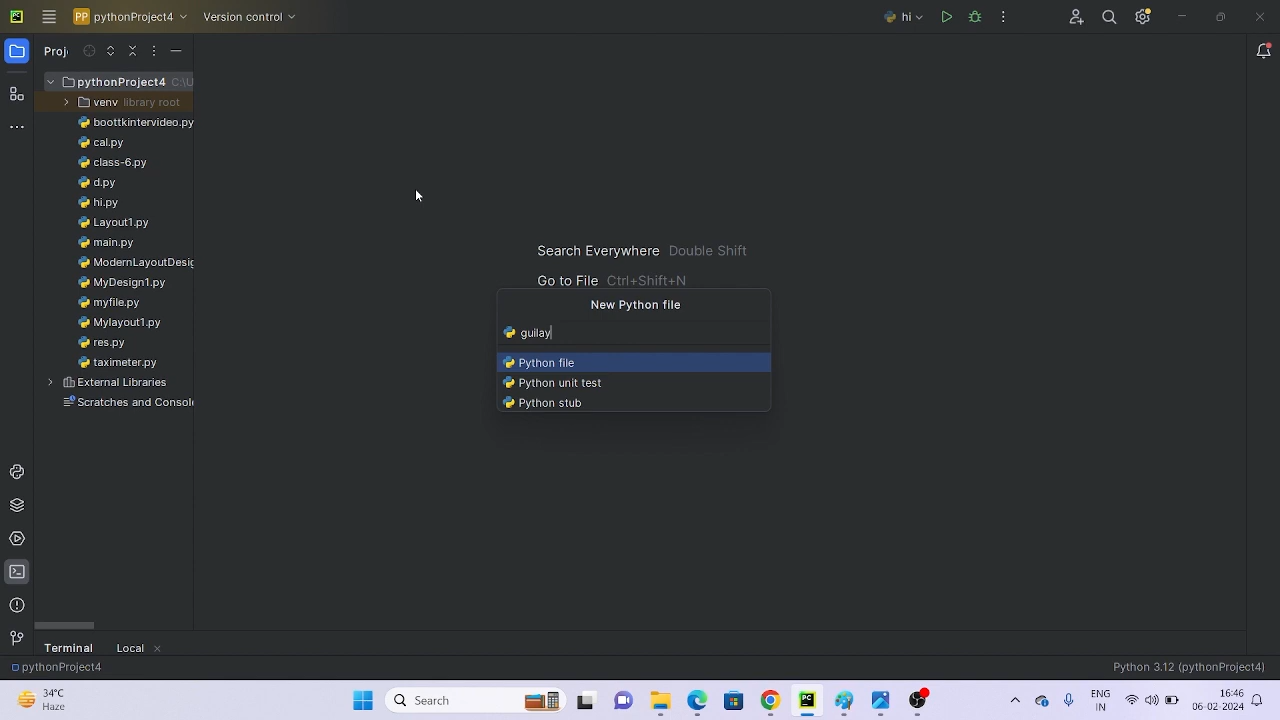 PP pythonProject4
Version control
hi
Proj
pythonProject4 C:\U
venv library root
boottkintervideo.py
cal.py
class-6.py
d.py
hi.py
Layout1.py
main.py
ModernLayoutDesig
MyDesign1.py
myfile.py
Mylayout1.py
res.py
taximeter.py
External Libraries
Scratches and Consol
Search Everywhere Double Shift
Go to File Ctrl+Shift+N
New Python file
guilay
Python file
Python unit test
Python stub
Terminal Local
pythonProject4
Python 3.12 (pythonProject4)
34°C
Haze
Search
PC
ENG
IN
16:46
06-02-2024